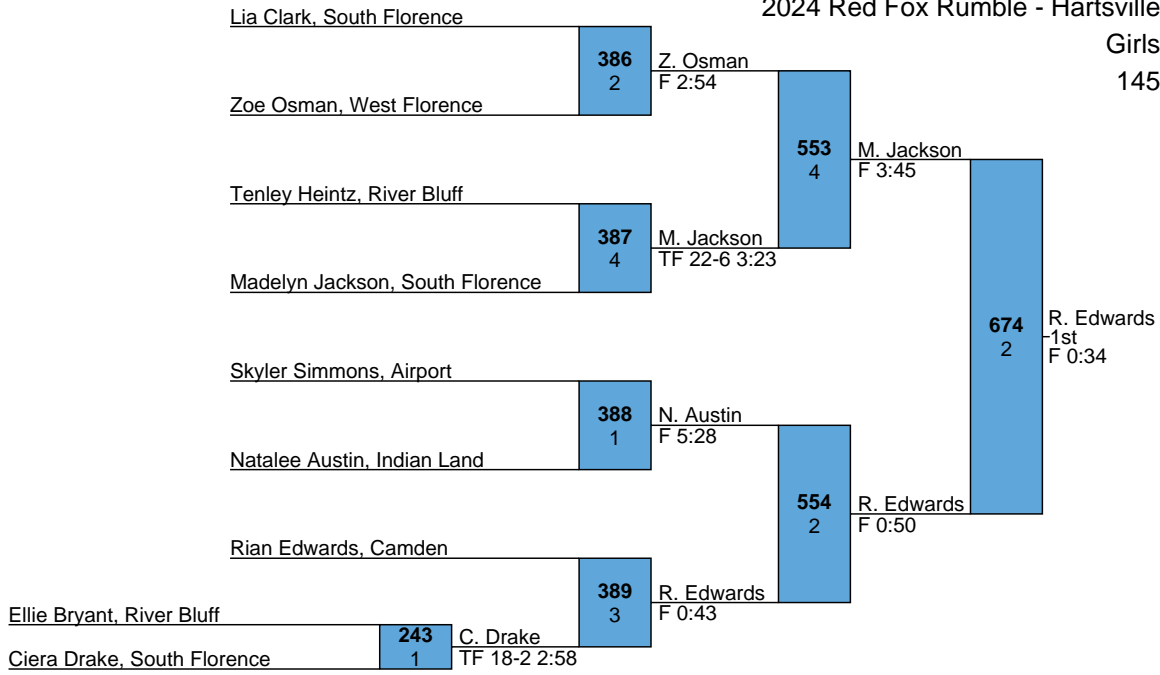 2024 Red Fox Rumble - Hartsville
Girls
145
Lia Clark, South Florence
386
2
Z. Osman
F 2:54
Zoe Osman, West Florence
553
4
M. Jackson
F 3:45
Tenley Heintz, River Bluff
387
4
M. Jackson
TF 22-6 3:23
Madelyn Jackson, South Florence
674
2
R. Edwards
1st
F 0:34
Skyler Simmons, Airport
388
1
N. Austin
F 5:28
Natalee Austin, Indian Land
554
2
R. Edwards
F 0:50
Rian Edwards, Camden
389
3
R. Edwards
F 0:43
Ellie Bryant, River Bluff
243
1
C. Drake
TF 18-2 2:58
Ciera Drake, South Florence